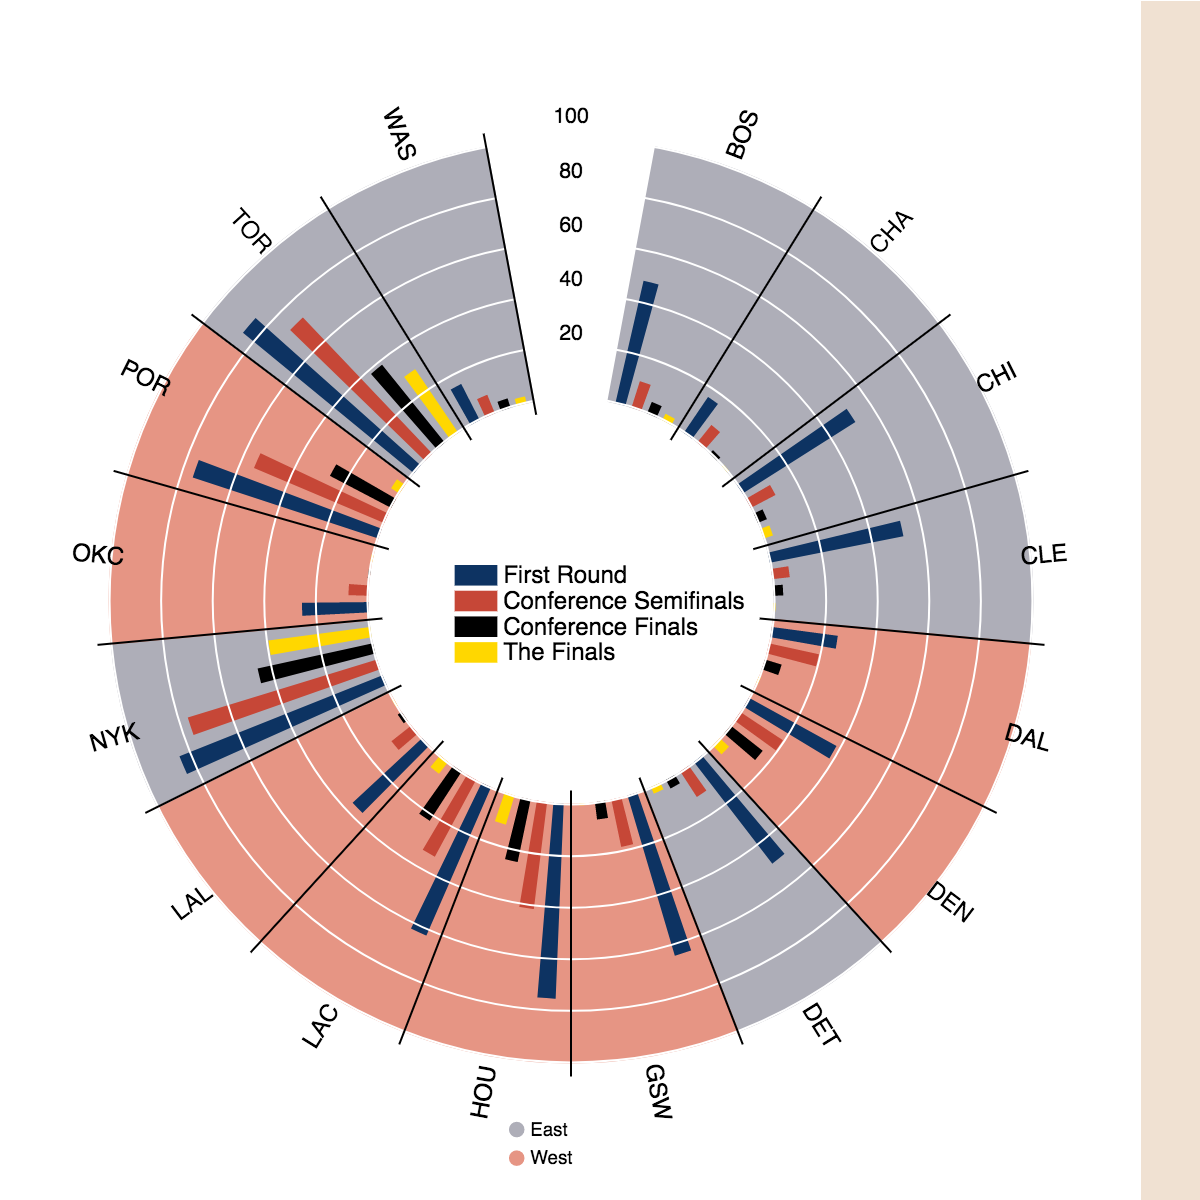 100
80
60
40
20
BOS
CHA
CHI
CLE
DAL
DEN
DET
GSW
HOU
LAC
LAL
NYK
OKC
POR
TOR
WAS
First Round
Conference Semifinals
Conference Finals
The Finals
East
West